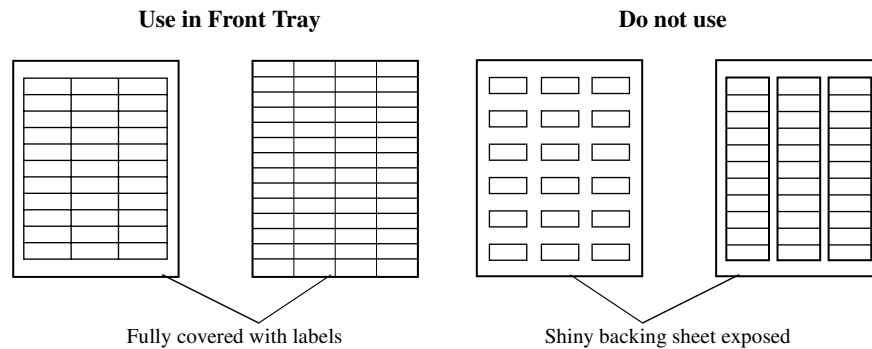 Use in Front Tray
Do not use
Fully covered with labels
Shiny backing sheet exposed